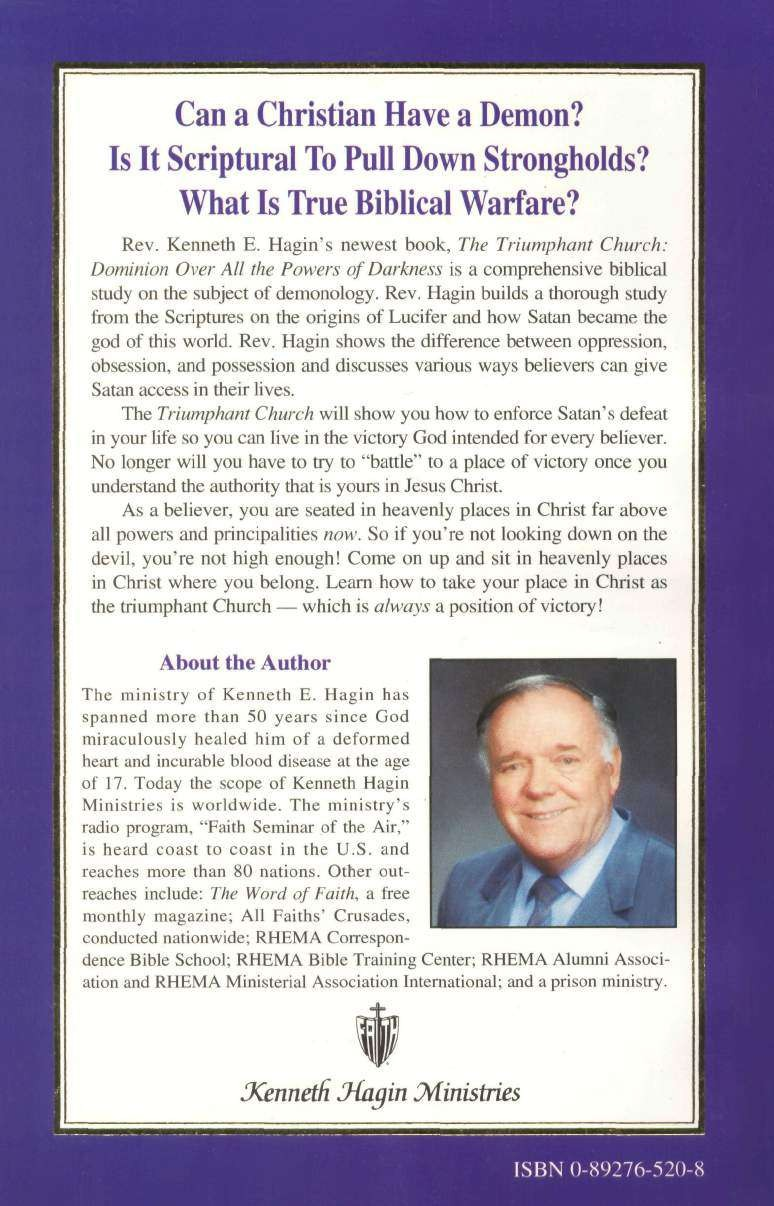 Can a Christian Have a Demon?
Is It Scriptural To Pull Down Strongholds?
What Is True Biblical Warfare?
Rev. Kenneth E. Hagin's newest book, The Triumphant Church:
Dominion Over All the Powers of Darkness is a comprehensive biblical
study on the subject of demonology. Rev. Hagin builds a thorough study
from the Scriptures on the origins of Lucifer and how Satan became the
god of this world. Rev. Hagin shows the difference between oppression,
obsession, and possession and discusses various ways believers can give
Satan access in their lives.
The Triumphant Church will show you how to enforce Satan's defeat
in your life so you can live in the victory God intended for every believer.
No longer will you have to try to “battle” to a place of victory once you
understand the authority that is yours in Jesus Christ.
As a believer, you are seated in heavenly places in Christ far above
all powers and principalities now. So if you're not looking down on the
devil, you're not high enough! Come on up and sit in heavenly places
in Christ where you belong. Learn how to take your place in Christ as
the triumphant Church — which is always a position of victory!
About the Author
The ministry of Kenneth E. Hagin has
spanned more than 50 years since God
miraculously healed him of a deformed
heart and incurable blood disease at the age
of 17. Today the scope of Kenneth Hagin
Ministries is worldwide. The ministry's
radio program, “Faith Seminar of the Air,”
is heard coast to coast in the U.S. and
reaches more than 80 nations. Other out-
reaches include: The Word of Faith, a free
monthly magazine; All Faiths' Crusades,
conducted nationwide; RHEMA Correspon-
dence Bible School; RHEMA Bible Training Center; RHEMA Alumni Associ-
ation and RHEMA Ministerial Association International; and a prison ministry.
FAITH
Kenneth Hagin Ministries
ISBN 0-89276-520-8